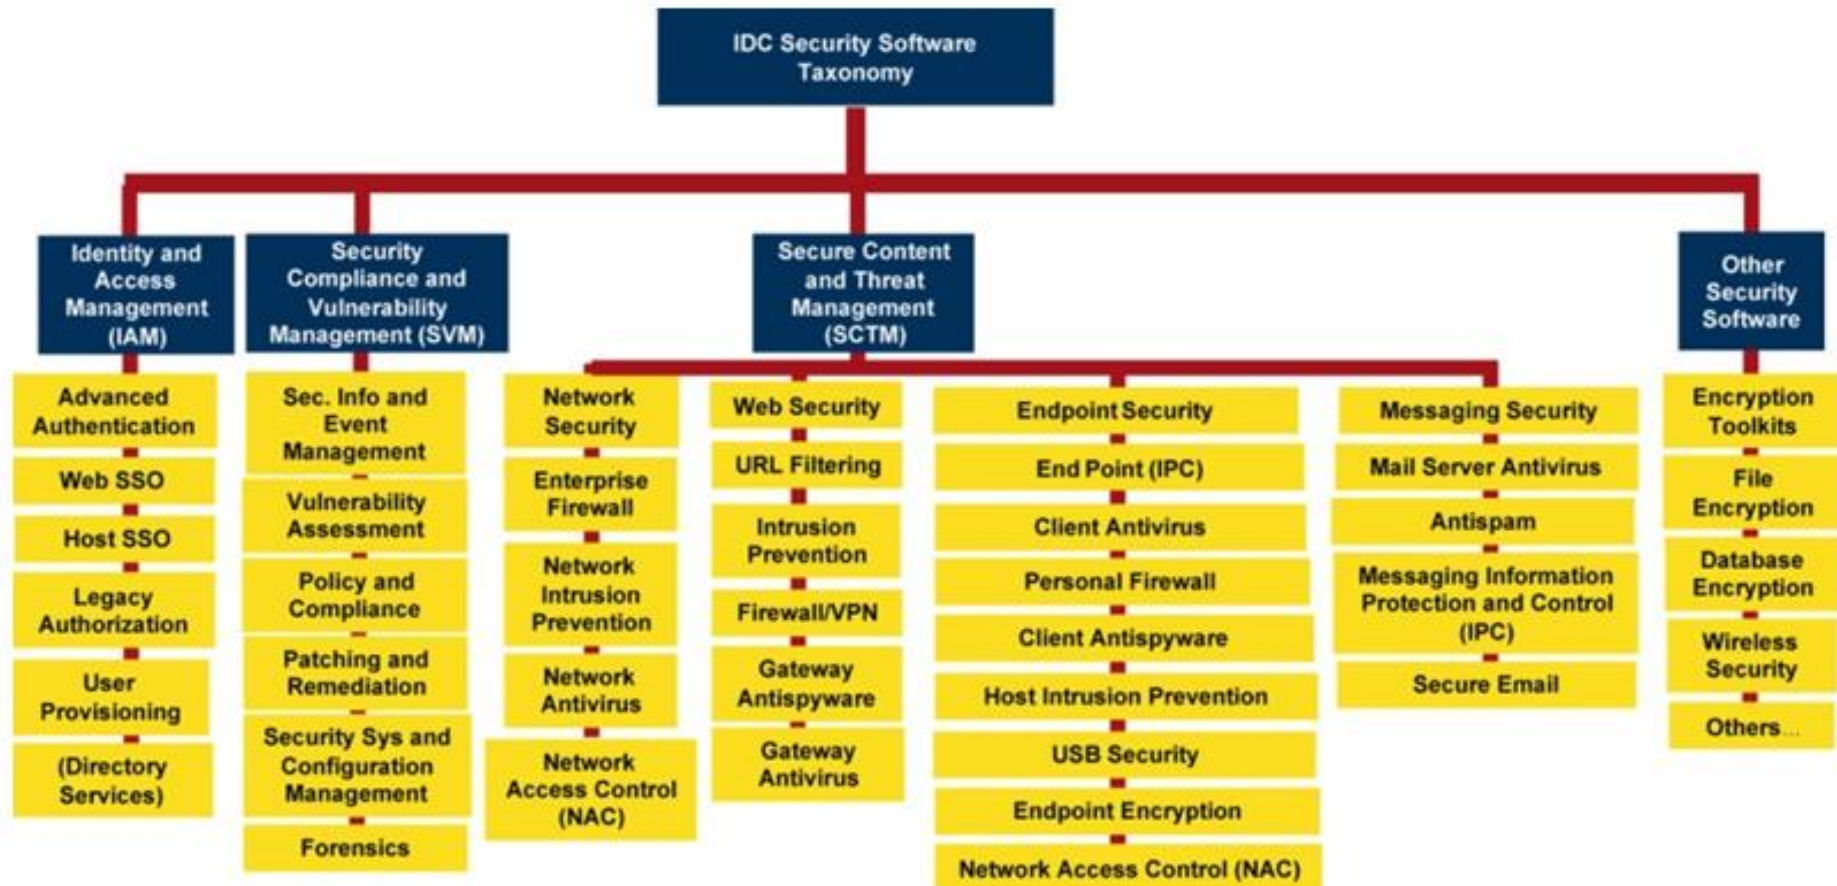 IDC Security Software
Taxonomy
Identity and
Access
Management
(IAM)
Security
Compliance and
Vulnerability
Management (SVM)
Secure Content
and Threat
Management
(SCTM)
Other
Security
Software
Advanced
Authentication
Web SSO
Host SSO
Legacy
Authorization
User
Provisioning
(Directory
Services)
Sec. Info and
Event
Management
Vulnerability
Assessment
Policy and
Compliance
Patching and
Remediation
Security Sys and
Configuration
Management
Forensics
Network
Security
Enterprise
Firewall
Network
Intrusion
Prevention
Network
Antivirus
Network
Access Control
(NAC)
Web Security
URL Filtering
Intrusion
Prevention
Firewall/VPN
Gateway
Antispyware
Gateway
Antivirus
Endpoint Security
End Point (IPC)
Client Antivirus
Personal Firewall
Client Antispyware
Host Intrusion Prevention
USB Security
Endpoint Encryption
Network Access Control (NAC)
Messaging Security
Mail Server Antivirus
Antispam
Messaging Information
Protection and Control
(IPC)
Secure Email
Encryption
Toolkits
File
Encryption
Database
Encryption
Wireless
Security
Others...